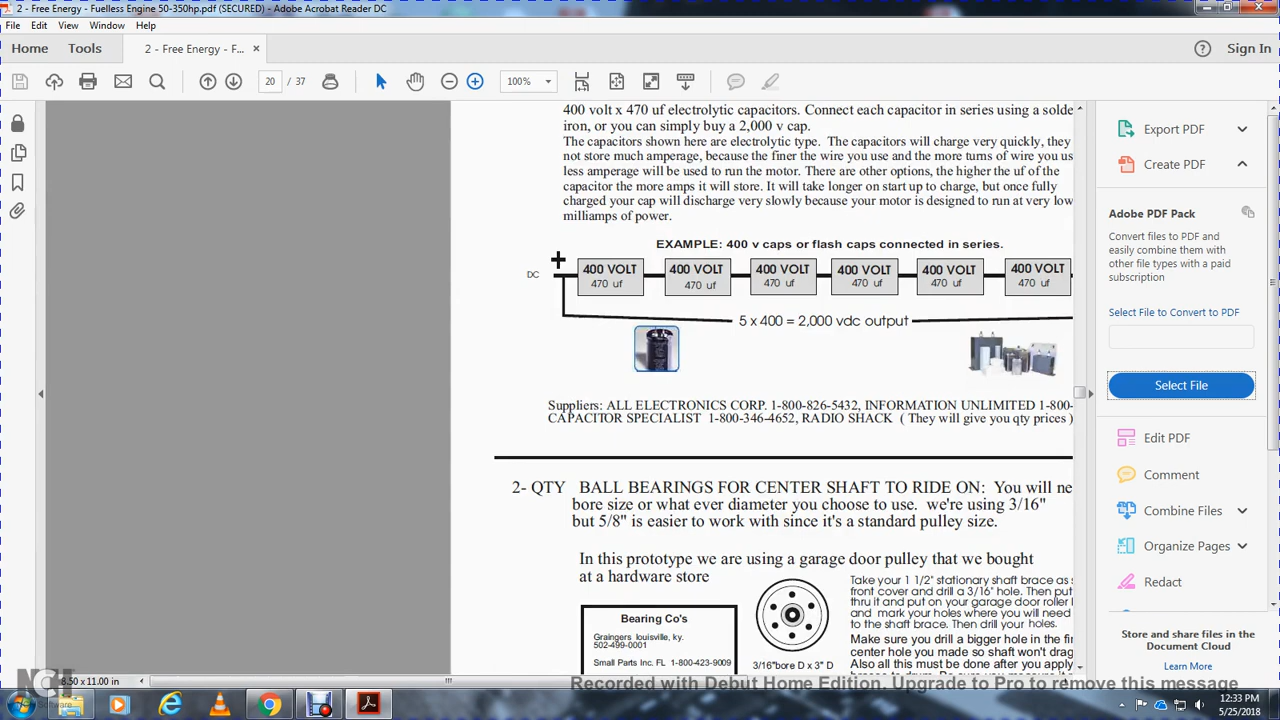 2 - Free Energy - Fuelless Engine 50-350hp.pdf (SECURED) - Adobe Acrobat Reader DC
File Edit View Window Help
Home Tools 2 - Free Energy - F... × Sign In
20 / 37 100%
400 volt x 470 uf electrolytic capacitors. Connect each capacitor in series using a solde
iron, or you can simply buy a 2,000 v cap.
The capacitors shown here are electrolytic type. The capacitors will charge very quickly, they
not store much amperage, because the finer the wire you use and the more turns of wire you us
less amperage will be used to run the motor. There are other options, the higher the uf of the
capacitor the more amps it will store. It will take longer on start up to charge, but once fully
charged your cap will discharge very slowly because your motor is designed to run at very low
milliamps of power.
EXAMPLE: 400 v caps or flash caps connected in series.
+
DC
400 VOLT 400 VOLT 400 VOLT 400 VOLT 400 VOLT 400 VOLT
470 uf 470 uf 470 uf 470 uf 470 uf 470 uf
5 x 400 = 2,000 vdc output
Suppliers: ALL ELECTRONICS CORP. 1-800-826-5432, INFORMATION UNLIMITED 1-800-
CAPACITOR SPECIALIST 1-800-346-4652, RADIO SHACK ( They will give you qty prices )
2- QTY BALL BEARINGS FOR CENTER SHAFT TO RIDE ON: You will ne
bore size or what ever diameter you choose to use. we're using 3/16"
but 5/8" is easier to work with since it's a standard pulley size.
In this prototype we are using a garage door pulley that we bought
at a hardware store
Bearing Co's
Graingers louisville, ky.
502-499-0001
Small Parts Inc. FL 1-800-423-9009
3/16"bore D x 3" D
Take your 1 1/2" stationary shaft brace as s
front cover and drill a 3/16" hole. Then put
thru it and put on your garage door roller
and mark your holes where you will need
to the shaft brace. Then drill your holes.
Make sure you drill a bigger hole in the
center hole you made so shaft won't drag
Also all this must be done after you apply
Export PDF
Create PDF
Adobe PDF Pack
Convert files to PDF and
easily combine them with
other file types with a paid
subscription
Select File to Convert to PDF
Select File
Edit PDF
Comment
Combine Files
Organize Pages
Redact
Store and share files in the
Document Cloud
Learn More
8.50 x 11.00 in
NCH
Software
Recorded with Debut Home Edition. Upgrade to Pro to remove this message
12:33 PM
5/25/2018